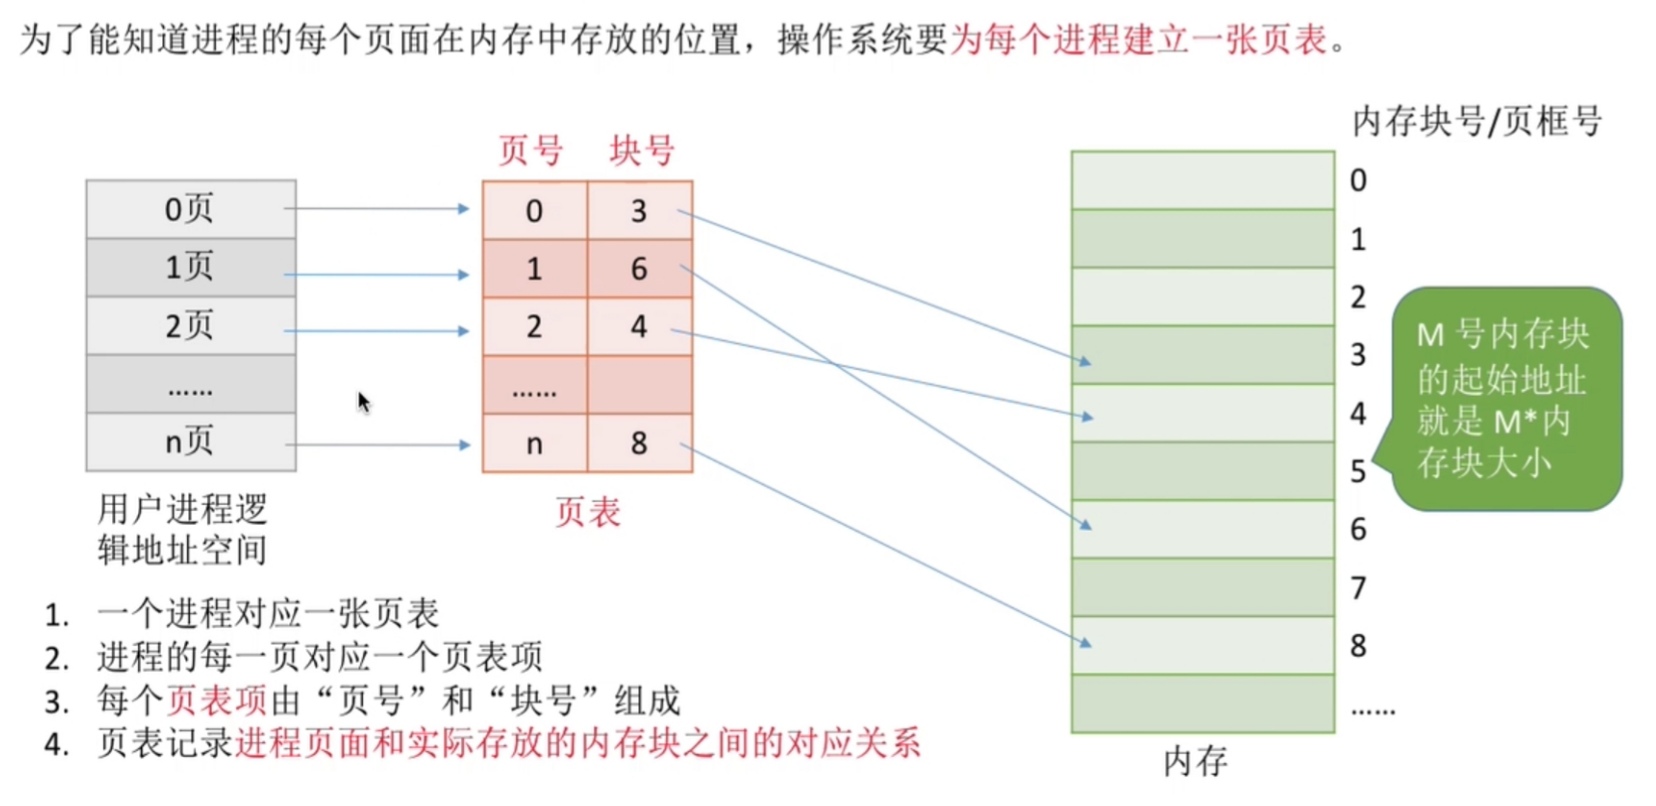 为了能知道进程的每个页面在内存中存放的位置，操作系统要为每个进程建立一张页表。
内存块号/页框号
页号 块号
0页
1页
2页
……
n页
0 3
1 6
2 4
……
n 8
用户进程逻
辑地址空间
页表
0
1
2
3
4
5
6
7
8
……
M 号内存块
的起始地址
就是 M*内
存块大小
内存
1. 一个进程对应一张页表
2. 进程的每一页对应一个页表项
3. 每个页表项由“页号”和“块号”组成
4. 页表记录进程页面和实际存放的内存块之间的对应关系